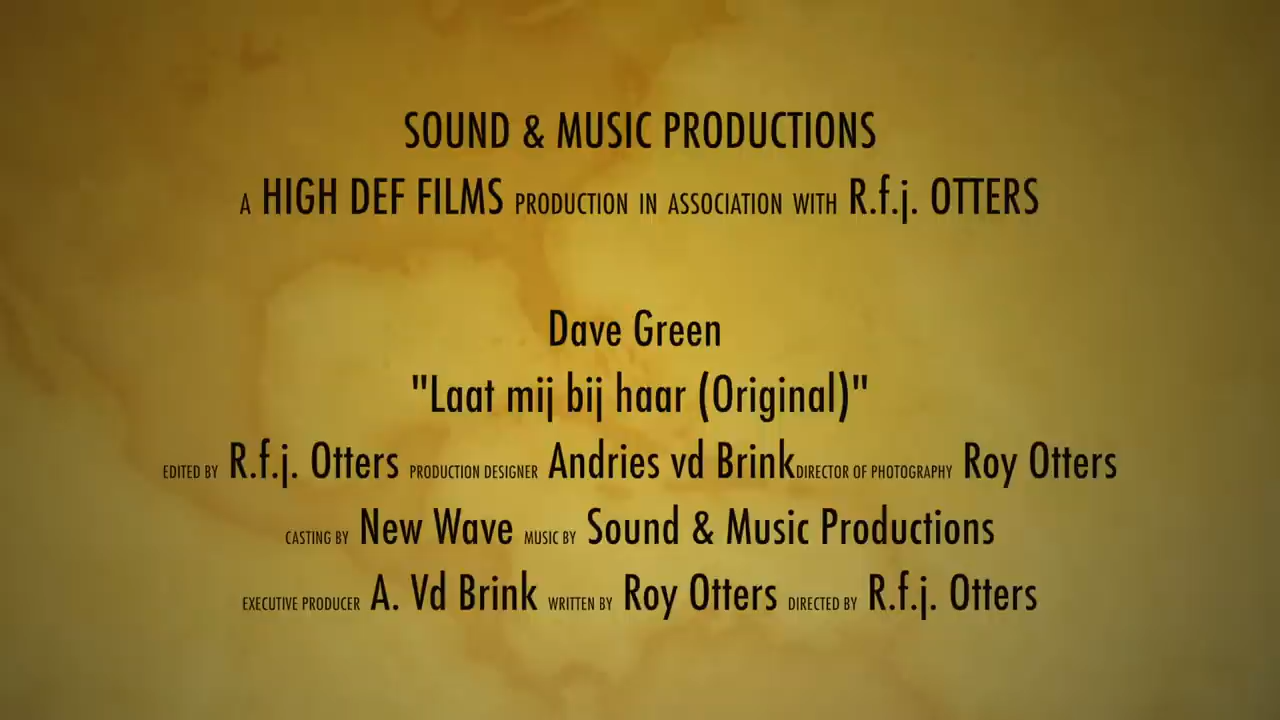 SOUND & MUSIC PRODUCTIONS
A HIGH DEF FILMS PRODUCTION IN ASSOCIATION WITH R.f.j. OTTERS
Dave Green
"Laat mij bij haar (Original)"
EDITED BY R.f.j. Otters PRODUCTION DESIGNER Andries vd Brink DIRECTOR OF PHOTOGRAPHY Roy Otters
CASTING BY New Wave MUSIC BY Sound & Music Productions
EXECUTIVE PRODUCER A. Vd Brink WRITTEN BY Roy Otters DIRECTED BY R.f.j. Otters